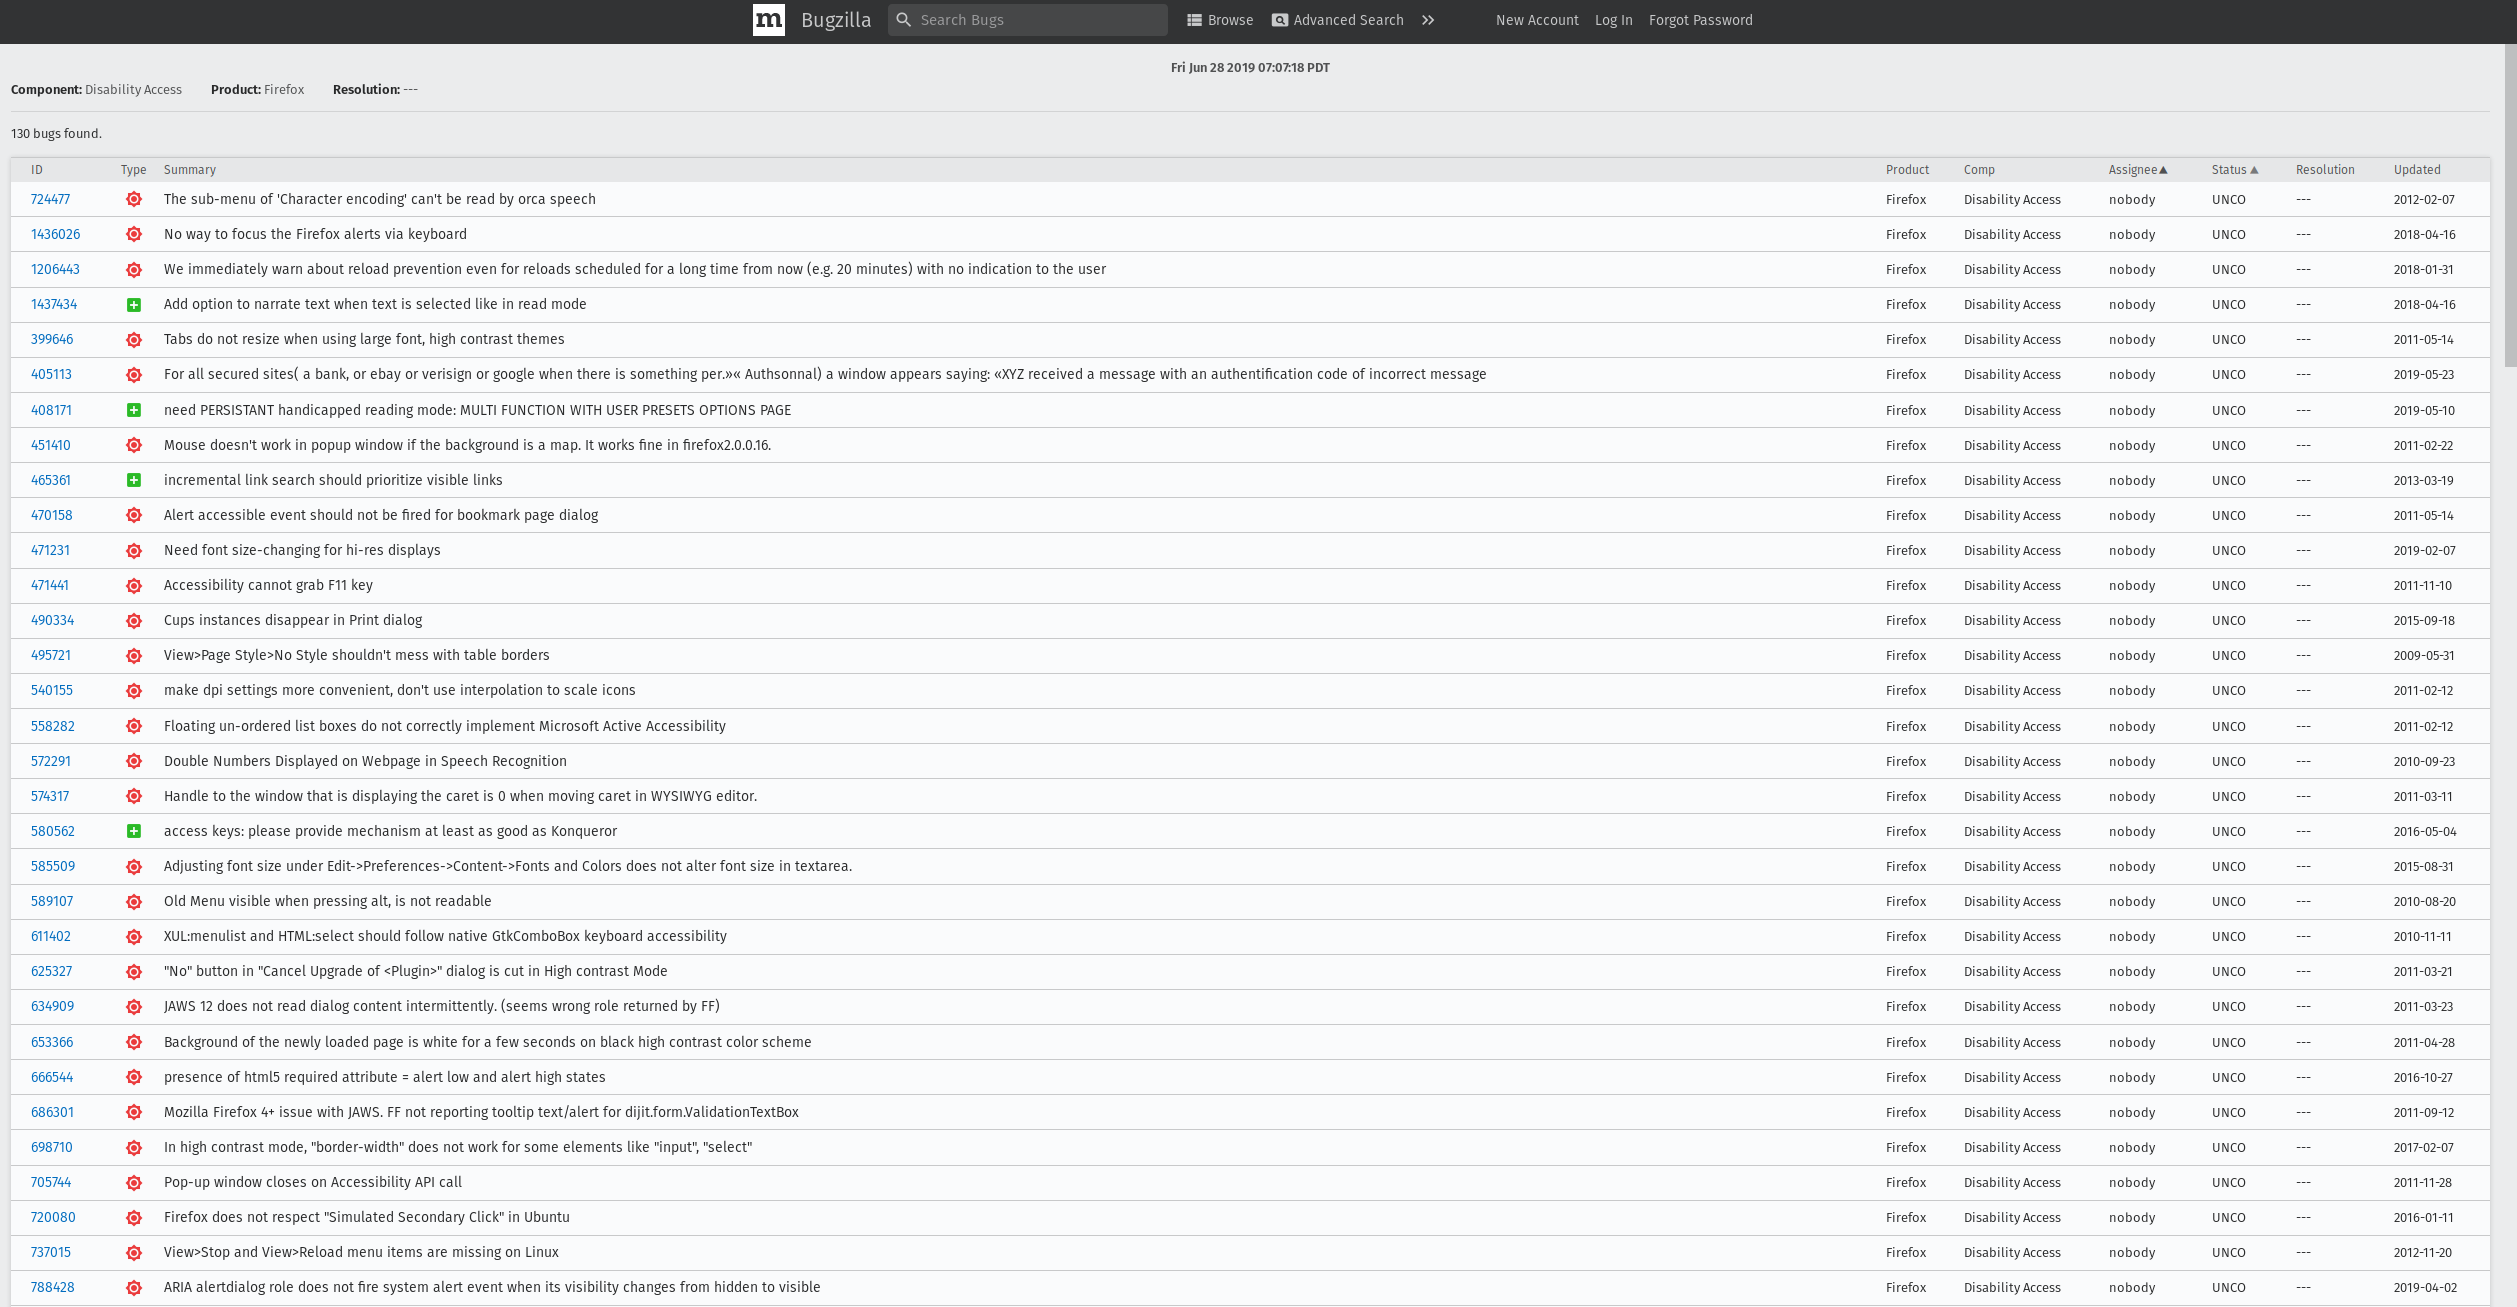 m Bugzilla Search Bugs Browse Advanced Search New Account Log In Forgot Password
Fri Jun 28 2019 07:07:18 PDT
Component: Disability Access Product: Firefox Resolution: ---
130 bugs found.
ID Type Summary Product Comp Assignee▲ Status ▲ Resolution Updated
724477 The sub-menu of 'Character encoding' can't be read by orca speech Firefox Disability Access nobody UNCO --- 2012-02-07
1436026 No way to focus the Firefox alerts via keyboard Firefox Disability Access nobody UNCO --- 2018-04-16
1206443 We immediately warn about reload prevention even for reloads scheduled for a long time from now (e.g. 20 minutes) with no indication to the user Firefox Disability Access nobody UNCO --- 2018-01-31
1437434 Add option to narrate text when text is selected like in read mode Firefox Disability Access nobody UNCO --- 2018-04-16
399646 Tabs do not resize when using large font, high contrast themes Firefox Disability Access nobody UNCO --- 2011-05-14
405113 For all secured sites( a bank, or ebay or verisign or google when there is something per.»« Authsonnal) a window appears saying: «XYZ received a message with an authentification code of incorrect message Firefox Disability Access nobody UNCO --- 2019-05-23
408171 need PERSISTANT handicapped reading mode: MULTI FUNCTION WITH USER PRESETS OPTIONS PAGE Firefox Disability Access nobody UNCO --- 2019-05-10
451410 Mouse doesn't work in popup window if the background is a map. It works fine in firefox2.0.0.16. Firefox Disability Access nobody UNCO --- 2011-02-22
465361 incremental link search should prioritize visible links Firefox Disability Access nobody UNCO --- 2013-03-19
470158 Alert accessible event should not be fired for bookmark page dialog Firefox Disability Access nobody UNCO --- 2011-05-14
471231 Need font size-changing for hi-res displays Firefox Disability Access nobody UNCO --- 2019-02-07
471441 Accessibility cannot grab F11 key Firefox Disability Access nobody UNCO --- 2011-11-10
490334 Cups instances disappear in Print dialog Firefox Disability Access nobody UNCO --- 2015-09-18
495721 View>Page Style>No Style shouldn't mess with table borders Firefox Disability Access nobody UNCO --- 2009-05-31
540155 make dpi settings more convenient, don't use interpolation to scale icons Firefox Disability Access nobody UNCO --- 2011-02-12
558282 Floating un-ordered list boxes do not correctly implement Microsoft Active Accessibility Firefox Disability Access nobody UNCO --- 2011-02-12
572291 Double Numbers Displayed on Webpage in Speech Recognition Firefox Disability Access nobody UNCO --- 2010-09-23
574317 Handle to the window that is displaying the caret is 0 when moving caret in WYSIWYG editor. Firefox Disability Access nobody UNCO --- 2011-03-11
580562 access keys: please provide mechanism at least as good as Konqueror Firefox Disability Access nobody UNCO --- 2016-05-04
585509 Adjusting font size under Edit->Preferences->Content->Fonts and Colors does not alter font size in textarea. Firefox Disability Access nobody UNCO --- 2015-08-31
589107 Old Menu visible when pressing alt, is not readable Firefox Disability Access nobody UNCO --- 2010-08-20
611402 XUL:menulist and HTML:select should follow native GtkComboBox keyboard accessibility Firefox Disability Access nobody UNCO --- 2010-11-11
625327 "No" button in "Cancel Upgrade of <Plugin>" dialog is cut in High contrast Mode Firefox Disability Access nobody UNCO --- 2011-03-21
634909 JAWS 12 does not read dialog content intermittently. (seems wrong role returned by FF) Firefox Disability Access nobody UNCO --- 2011-03-23
653366 Background of the newly loaded page is white for a few seconds on black high contrast color scheme Firefox Disability Access nobody UNCO --- 2011-04-28
666544 presence of html5 required attribute = alert low and alert high states Firefox Disability Access nobody UNCO --- 2016-10-27
686301 Mozilla Firefox 4+ issue with JAWS. FF not reporting tooltip text/alert for dijit.form.ValidationTextBox Firefox Disability Access nobody UNCO --- 2011-09-12
698710 In high contrast mode, "border-width" does not work for some elements like "input", "select" Firefox Disability Access nobody UNCO --- 2017-02-07
705744 Pop-up window closes on Accessibility API call Firefox Disability Access nobody UNCO --- 2011-11-28
720080 Firefox does not respect "Simulated Secondary Click" in Ubuntu Firefox Disability Access nobody UNCO --- 2016-01-11
737015 View>Stop and View>Reload menu items are missing on Linux Firefox Disability Access nobody UNCO --- 2012-11-20
788428 ARIA alertdialog role does not fire system alert event when its visibility changes from hidden to visible Firefox Disability Access nobody UNCO --- 2019-04-02